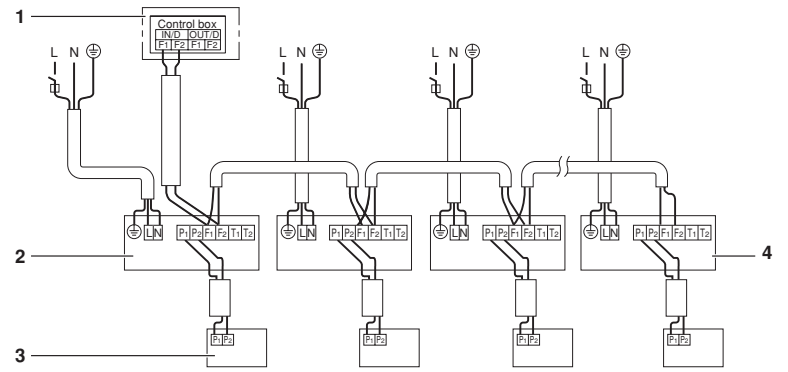 1
Control box
IN/D OUT/D
F1 F2 F1 F2
L N
L N
L N
L N
L N P1 P2 F1 F2 T1 T2
L N P1 P2 F1 F2 T1 T2
L N P1 P2 F1 F2 T1 T2
L N P1 P2 F1 F2 T1 T2
2
4
P1 P2
P1 P2
P1 P2
P1 P2
3